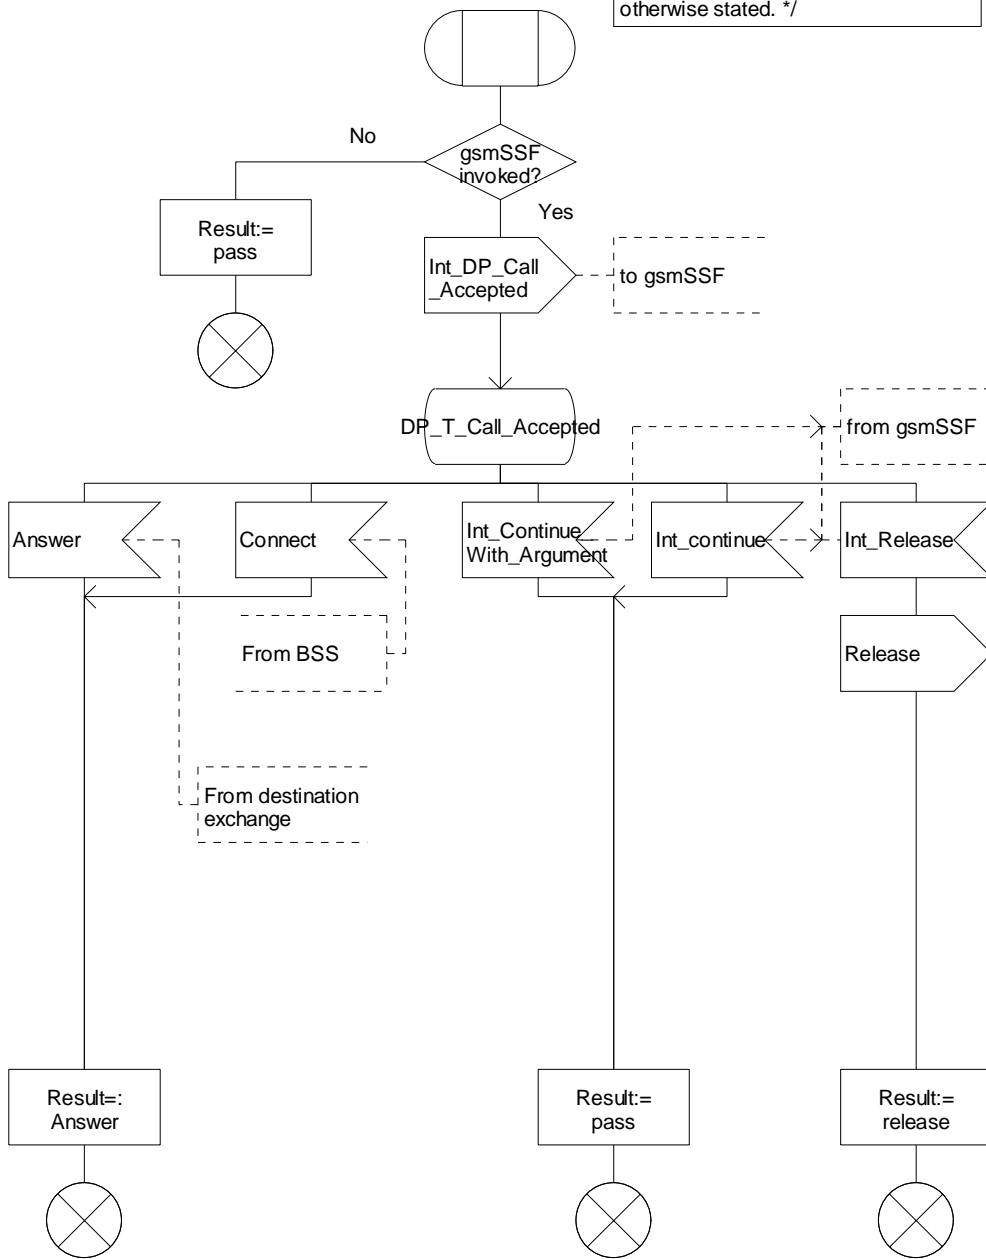 otherwise stated. */
No
gsmSSF
invoked?
Yes
Result:=
pass
Int_DP_Call
_Accepted
to gsmSSF
DP_T_Call_Accepted
from gsmSSF
Answer
Connect
Int_Continue_
With_Argument
Int_continue
Int_Release
From BSS
Release
From destination
exchange
Result=:
Answer
Result:=
pass
Result:=
release